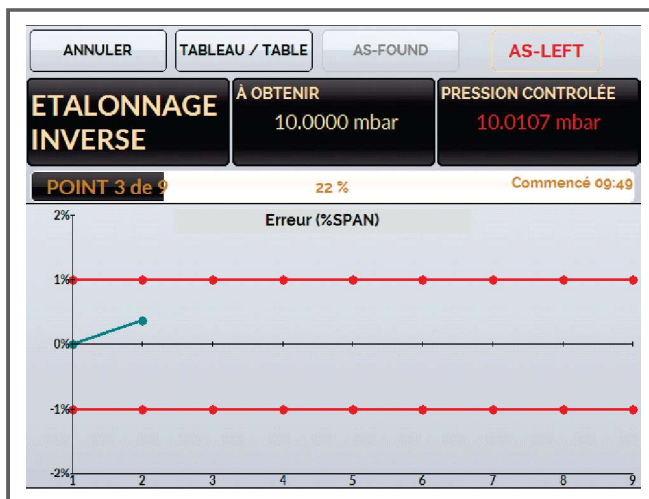 ANNULER TABLEAU / TABLE AS-FOUND AS-LEFT
ETALONNAGE
INVERSE
À OBTENIR
10.0000 mbar
PRESSION CONTROLÉE
10.0107 mbar
POINT 3 de 9 22 % Commencé 09:49
Erreur (%SPAN)
2%
1%
0%
-1%
-2%
1 2 3 4 5 6 7 8 9